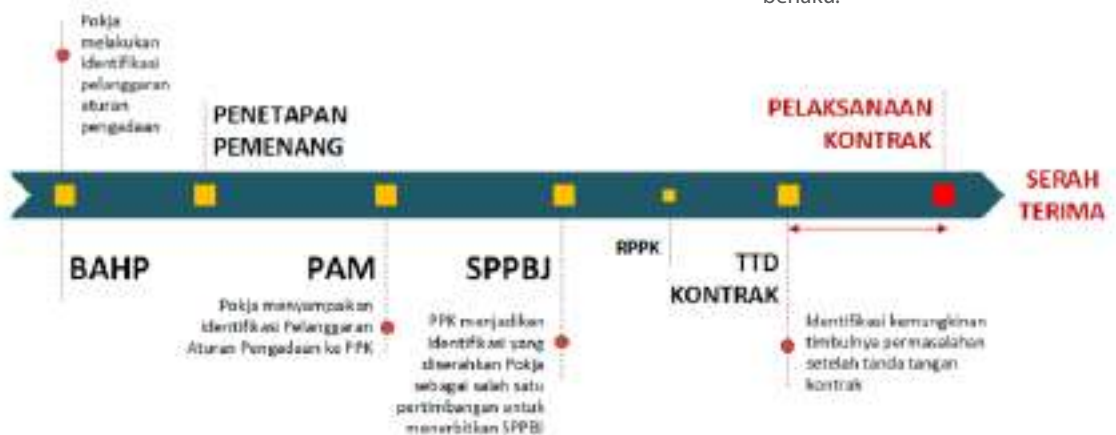 berlaku.
Pokja
melakukan
identifikasi
pelanggaran
aturan
pengadaan
PENETAPAN
PEMENANG
PELAKSANAAN
KONTRAK
SERAH
TERIMA
BAHP
PAM
Pokja menyampaikan
Identifikasi Pelanggaran
Aturan Pengadaan ke PPK
SPPBJ
PPK menjadikan
Identifikasi yang
diserahkan Pokja
sebagai salah satu
pertimbangan untuk
menerbitkan SPPBJ
RPPK
TTD
KONTRAK
Identifikasi kemungkinan
timbulnya permasalahan
setelah tanda tangan
kontrak